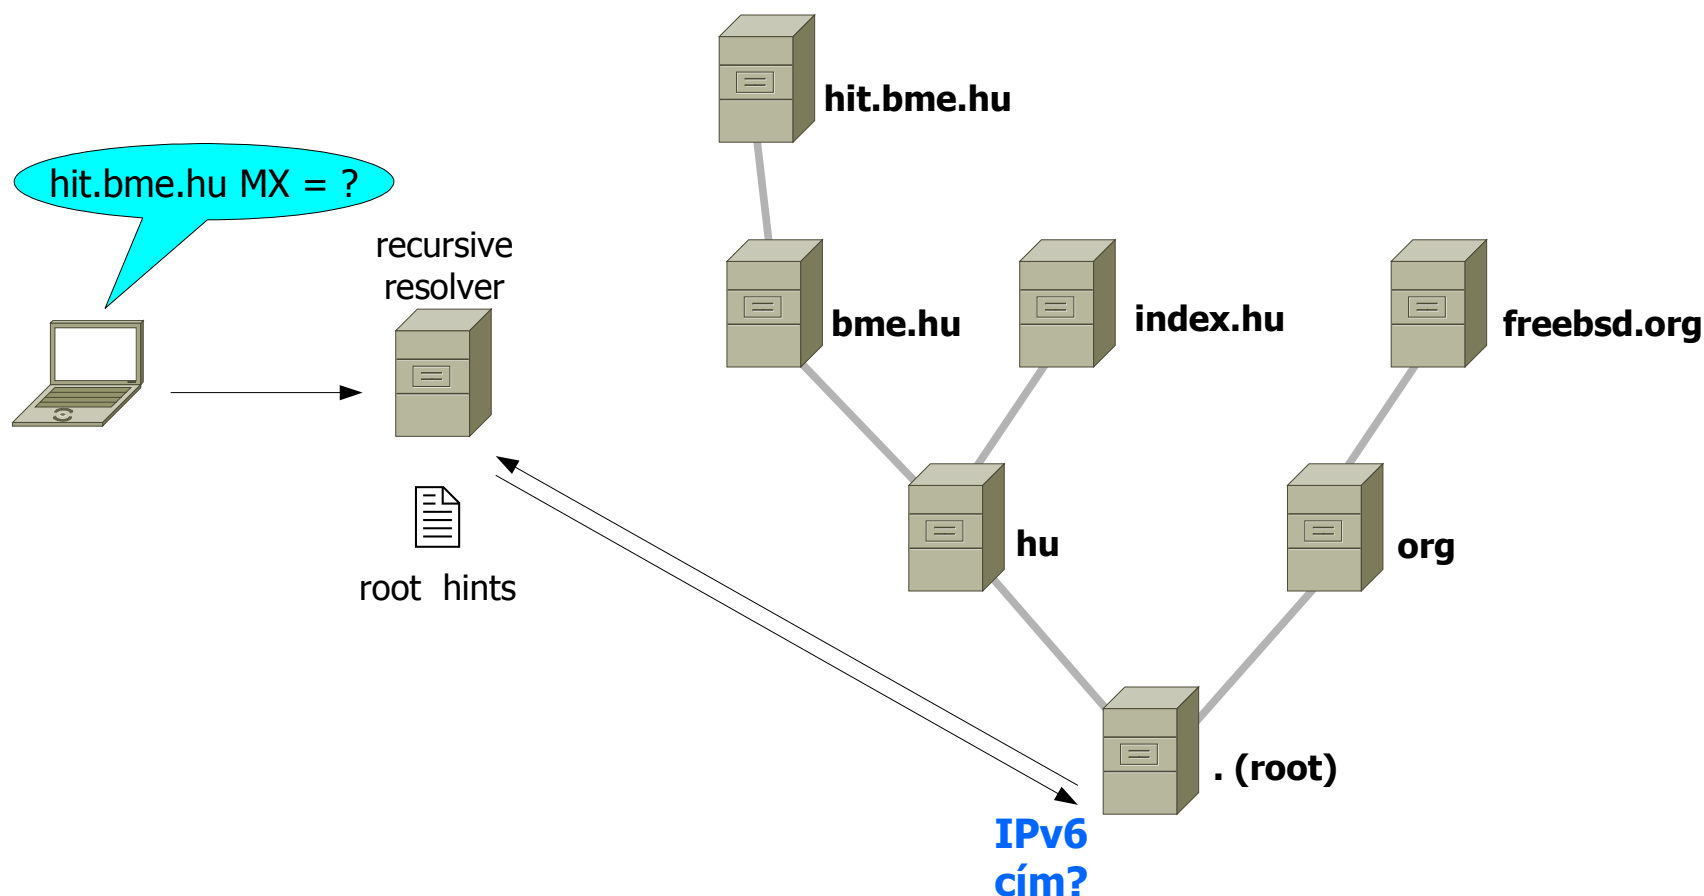 hit.bme.hu
hit.bme.hu MX = ?
recursive
resolver
bme.hu
index.hu
freebsd.org
hu
org
root hints
. (root)
IPv6
cím?